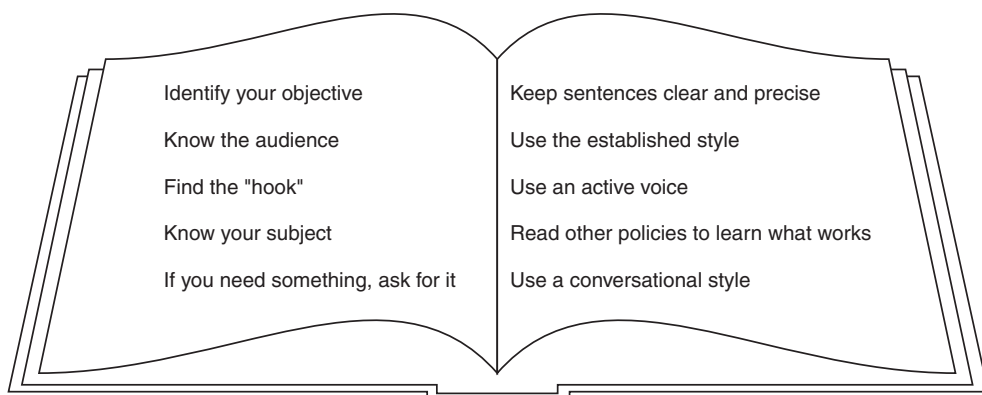 Identify your objective
Know the audience
Find the "hook"
Know your subject
If you need something, ask for it
Keep sentences clear and precise
Use the established style
Use an active voice
Read other policies to learn what works
Use a conversational style